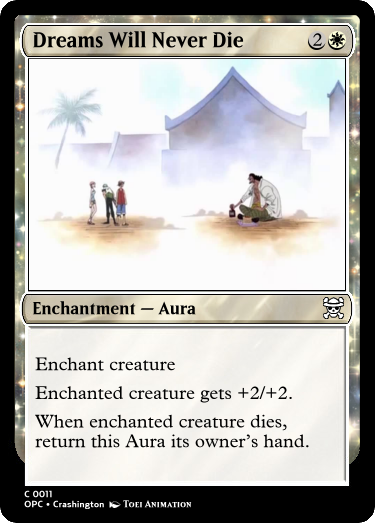 Dreams Will Never Die 2
Enchantment — Aura
Enchant creature
Enchanted creature gets +2/+2.
When enchanted creature dies,
return this Aura its owner's hand.
C 0011
OPC • Crashington Toei Animation